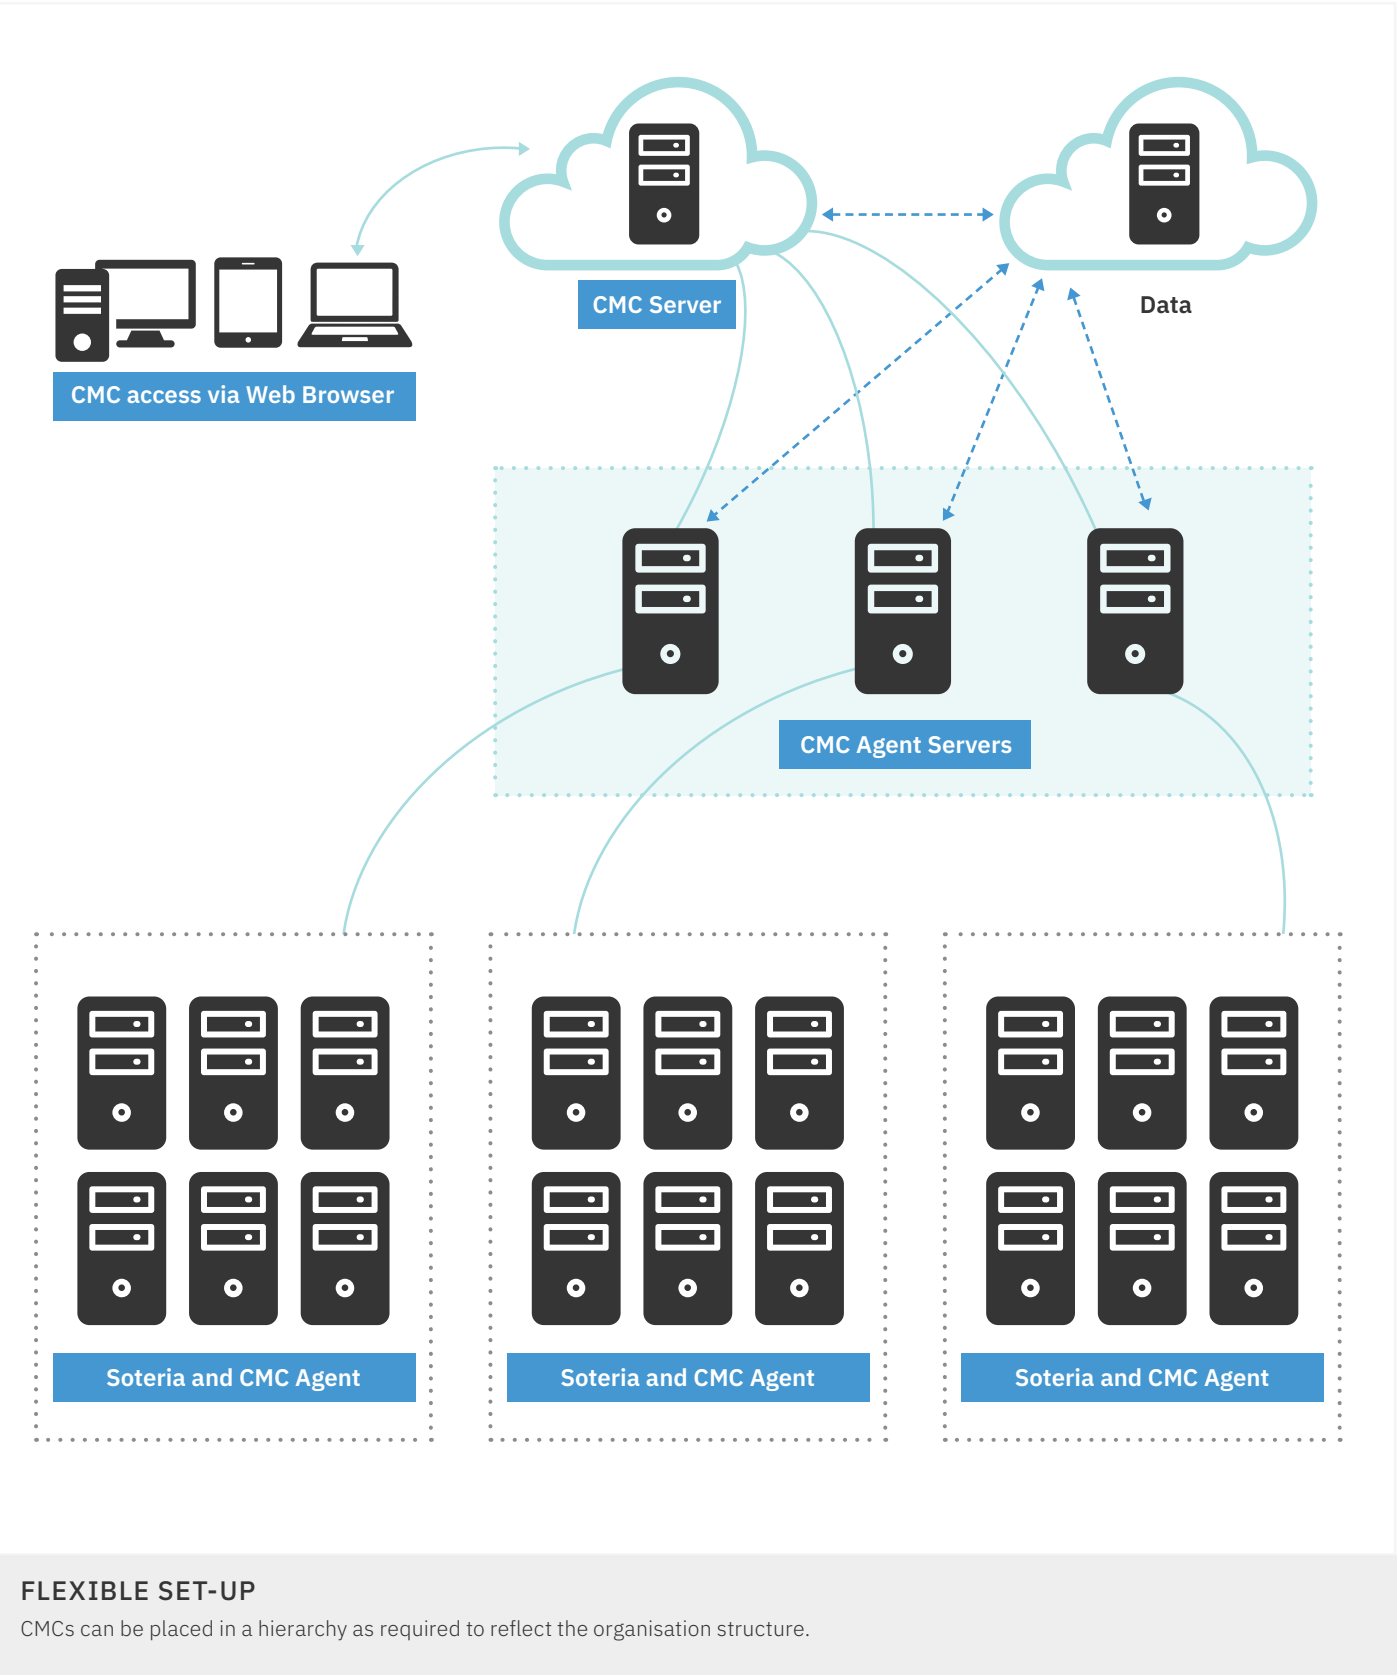 CMC Server
Data
CMC access via Web Browser
CMC Agent Servers
Soteria and CMC Agent
Soteria and CMC Agent
Soteria and CMC Agent
FLEXIBLE SET-UP
CMCs can be placed in a hierarchy as required to reflect the organisation structure.